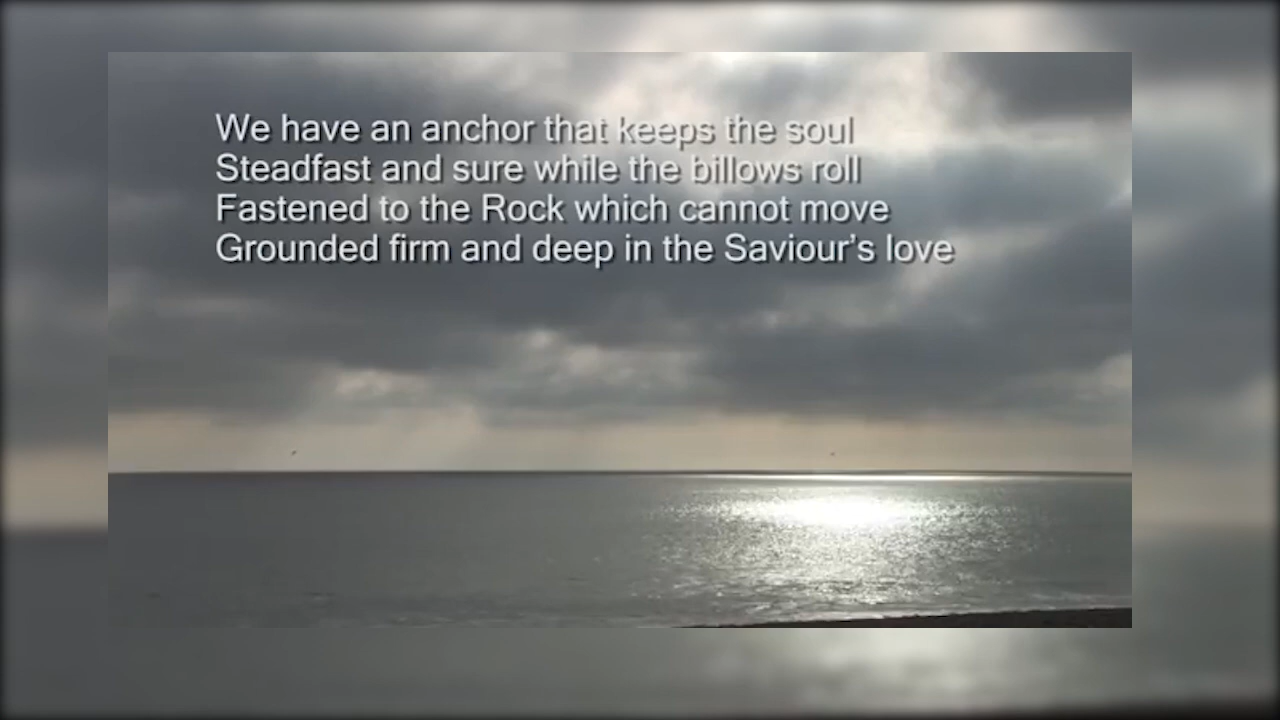 We have an anchor that keeps the soul
Steadfast and sure while the billows roll
Fastened to the Rock which cannot move
Grounded firm and deep in the Saviour’s love